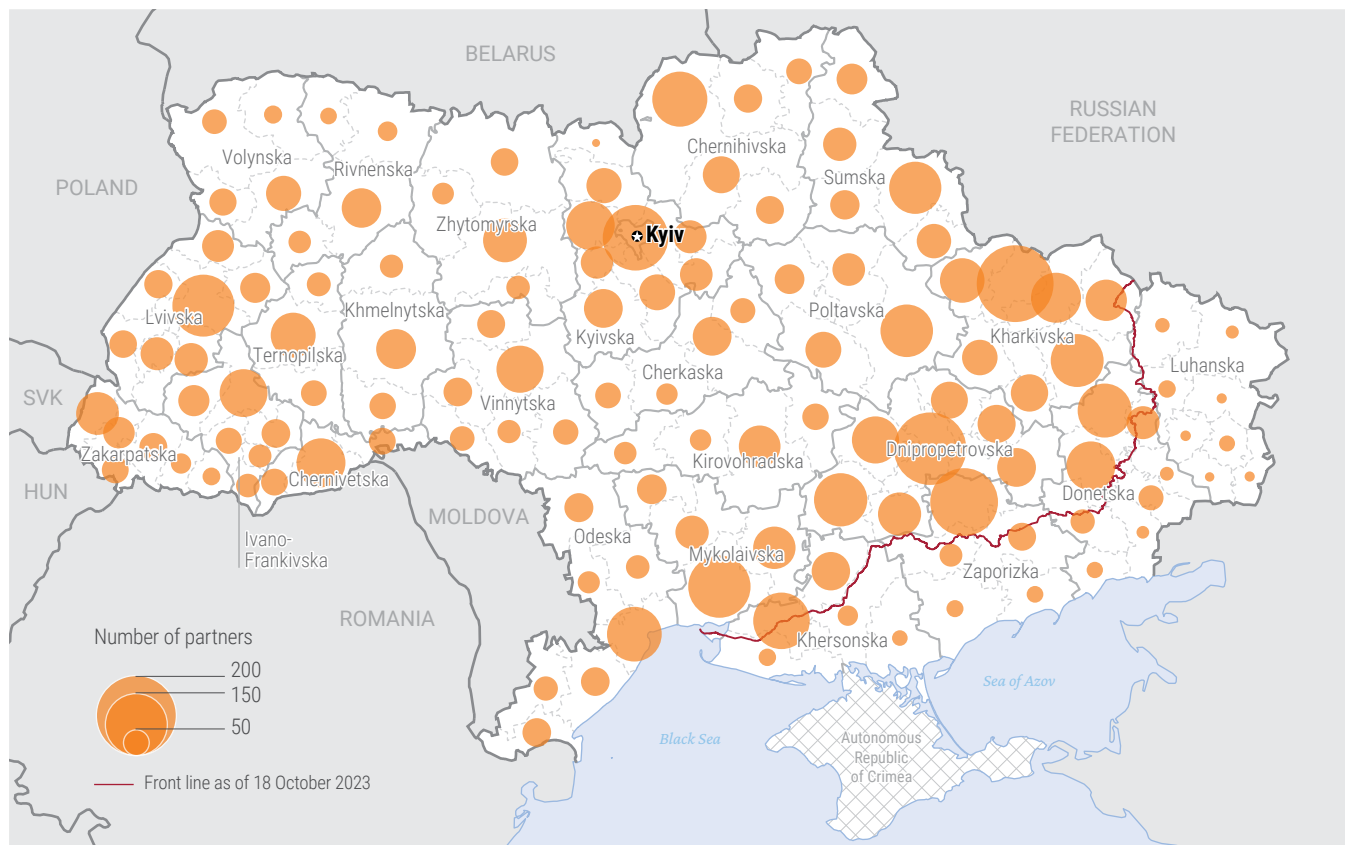 BELARUS
RUSSIAN
FEDERATION
POLAND
Volynska
Rivnenska
Chernihivska
Sumska
Zhytomyrska
Kyiv
Lvivska
Khmelnytska
Ternopilska
Kyivska
Poltavska
Kharkivska
Luhanska
SVK
Vinnytska
Cherkaska
Zakarpatska
Chernivetska
Kirovohradska
Dnipropetrovska
Donetska
HUN
MOLDOVA
Ivano-
Frankivska
Odeska
Mykolaivska
Zaporizka
ROMANIA
Khersonska
Sea of Azov
Black Sea
Autonomous
Republic
of Crimea
Number of partners
200
150
50
Front line as of 18 October 2023